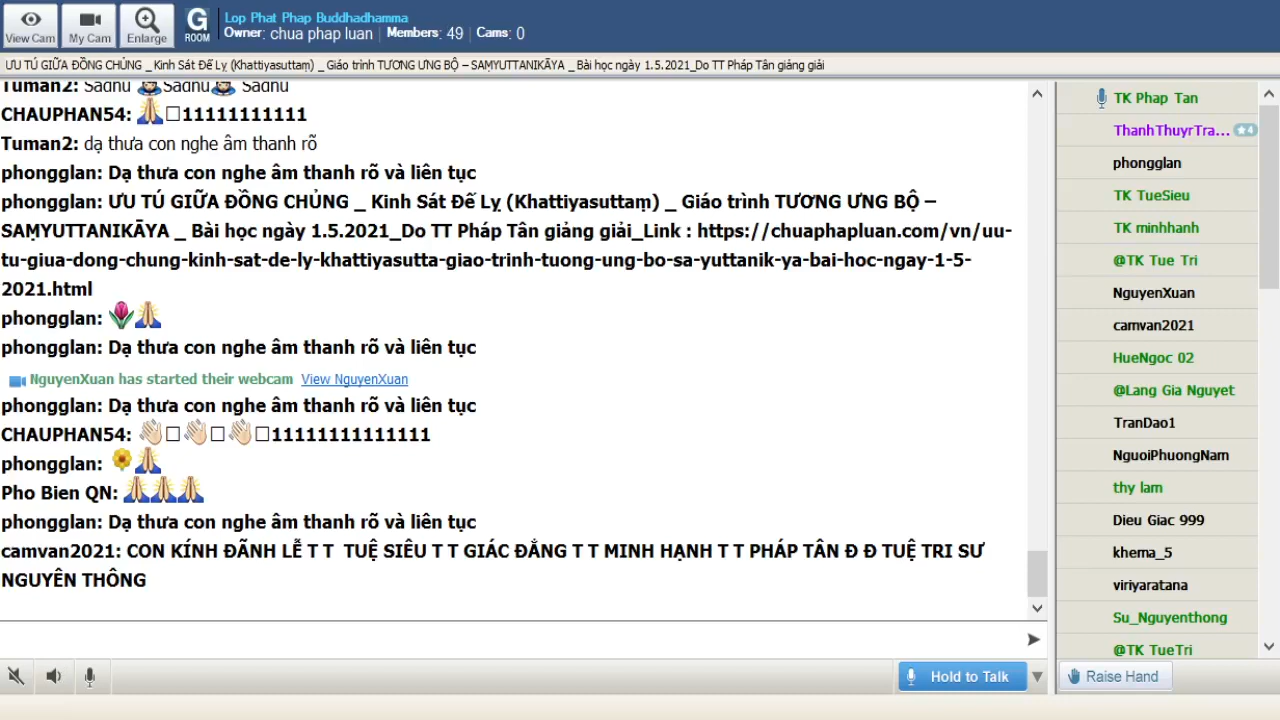 View Cam
My Cam
Enlarge
G
ROOM
Lop Phat Phap Buddhadhamma
Owner: chua phap luan | Members: 49 | Cams: 0
ƯU TÚ GIỮA ĐỒNG CHỦNG _ Kinh Sát Đế Lỵ (Khattiyasuttaṃ) _ Giáo trình TƯƠNG ƯNG BỘ – SAṂYUTTANIKĀYA _ Bài học ngày 1.5.2021_Do TT Pháp Tân giảng giải
Tuman2: Sadhu Sadhu Sadhu
CHAUPHAN54: 🙏□11111111111
Tuman2: dạ thưa con nghe âm thanh rõ
phongglan: Dạ thưa con nghe âm thanh rõ và liên tục
phongglan: ƯU TÚ GIỮA ĐỒNG CHỦNG _ Kinh Sát Đế Lỵ (Khattiyasuttaṃ) _ Giáo trình TƯƠNG ƯNG BỘ –
SAṂYUTTANIKĀYA _ Bài học ngày 1.5.2021_Do TT Pháp Tân giảng giải_Link : https://chuaphapluan.com/vn/uu-
tu-giua-dong-chung-kinh-sat-de-ly-khattiyasutta-giao-trinh-tuong-ung-bo-sa-yuttanik-ya-bai-hoc-ngay-1-5-
2021.html
phongglan: 🌷🙏
phongglan: Dạ thưa con nghe âm thanh rõ và liên tục
NguyenXuan has started their webcam View NguyenXuan
phongglan: Dạ thưa con nghe âm thanh rõ và liên tục
CHAUPHAN54: 👋□👋□👋□11111111111111
phongglan: 🌻🙏
Pho Bien QN: 🙏🙏🙏
phongglan: Dạ thưa con nghe âm thanh rõ và liên tục
camvan2021: CON KÍNH ĐÃNH LỄ T T TUỆ SIÊU T T GIÁC ĐẲNG T T MINH HẠNH T T PHÁP TÂN Đ Đ TUỆ TRI SƯ
NGUYÊN THÔNG
Hold to Talk
TK Phap Tan
ThanhThuyrTra... ★4
phongglan
TK TueSieu
TK minhhanh
@TK Tue Tri
NguyenXuan
camvan2021
HueNgoc 02
@Lang Gia Nguyet
TranDao1
NguoiPhuongNam
thy lam
Dieu Giac 999
khema_5
viriyaratana
Su_Nguyenthong
@TK TueTri
Raise Hand